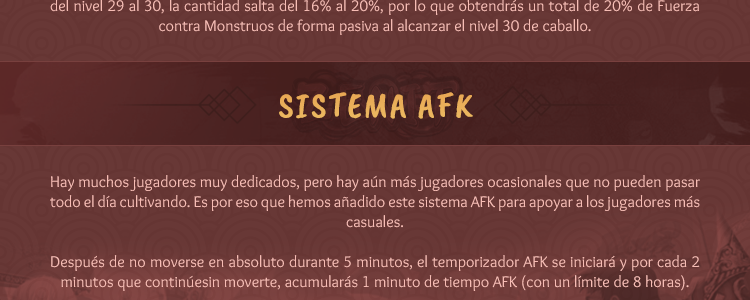 del nivel 29 al 30, la cantidad salta del 16% al 20%, por lo que obtendrás un total de 20% de Fuerza
contra Monstruos de forma pasiva al alcanzar el nivel 30 de caballo.
SISTEMA AFK
Hay muchos jugadores muy dedicados, pero hay aún más jugadores ocasionales que no pueden pasar
todo el día cultivando. Es por eso que hemos añadido este sistema AFK para apoyar a los jugadores más
casuales.
Después de no moverse en absoluto durante 5 minutos, el temporizador AFK se iniciará y por cada 2
minutos que continúesin moverte, acumularás 1 minuto de tiempo AFK (con un límite de 8 horas).